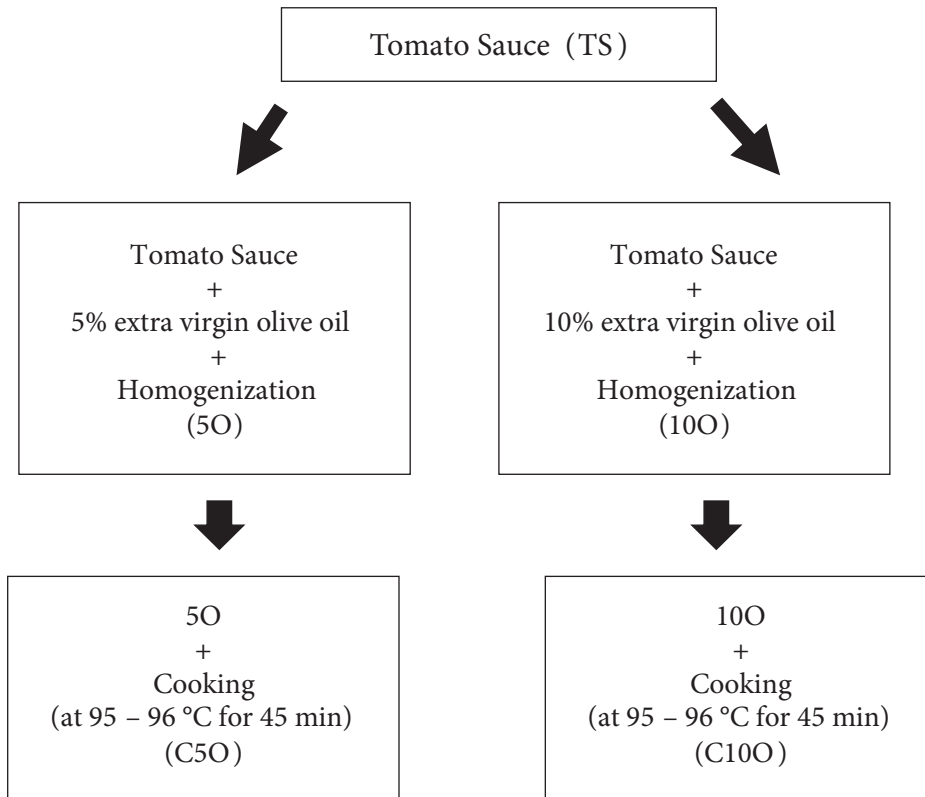 Tomato Sauce (TS)
Tomato Sauce
+
5% extra virgin olive oil
+
Homogenization
(5O)
Tomato Sauce
+
10% extra virgin olive oil
+
Homogenization
(10O)
5O
+
Cooking
(at 95 – 96 °C for 45 min)
(C5O)
10O
+
Cooking
(at 95 – 96 °C for 45 min)
(C10O)